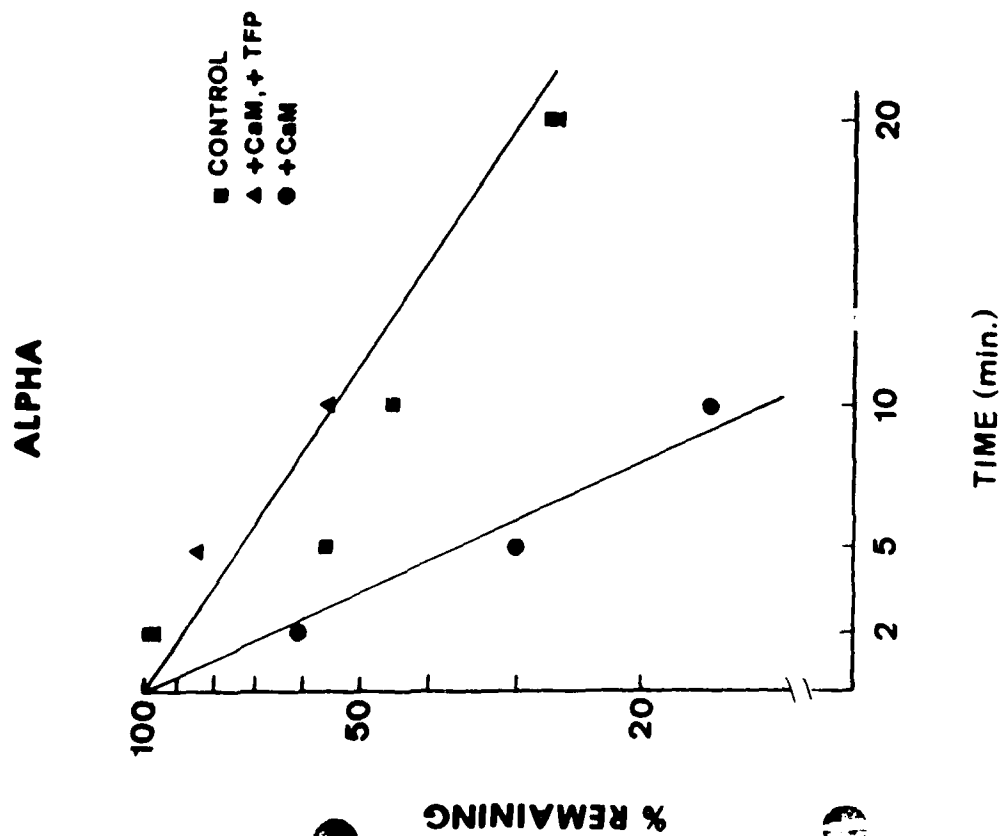 ALPHA
■ CONTROL
▲ +CaM, + TFP
● +CaM
100
50
20
% REMAINING
2
5
10
20
TIME (min.)